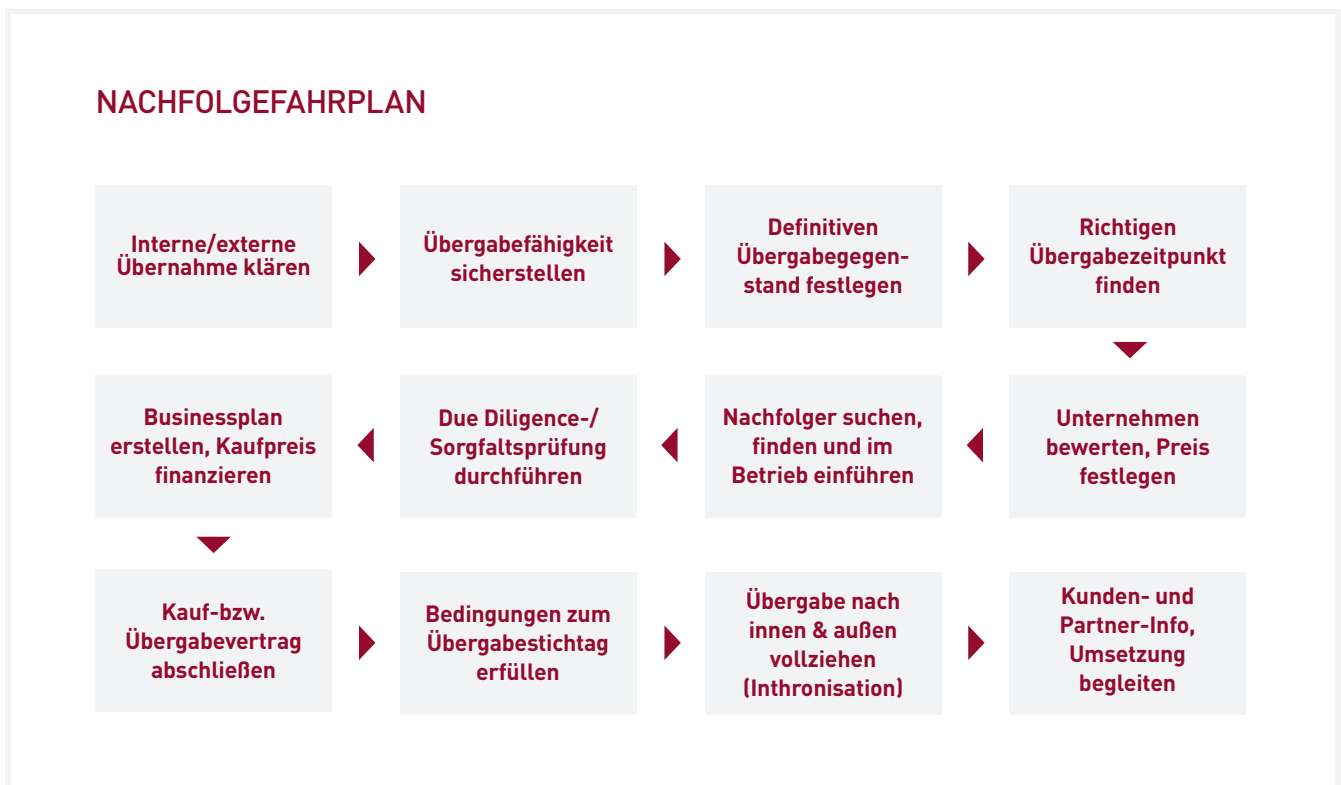 NACHFOLGEFAHRPLAN
Interne/externe
Übernahme klären
Übergabefähigkeit
sicherstellen
Definitiven
Übergabegegen-
stand festlegen
Richtigen
Übergabezeitpunkt
finden
Unternehmen
bewerten, Preis
festlegen
Nachfolger suchen,
finden und im
Betrieb einführen
Due Diligence-/
Sorgfaltsprüfung
durchführen
Businessplan
erstellen, Kaufpreis
finanzieren
Kauf-bzw.
Übergabevertrag
abschließen
Bedingungen zum
Übergabestichtag
erfüllen
Übergabe nach
innen & außen
vollziehen
(Inthronisation)
Kunden- und
Partner-Info,
Umsetzung
begleiten